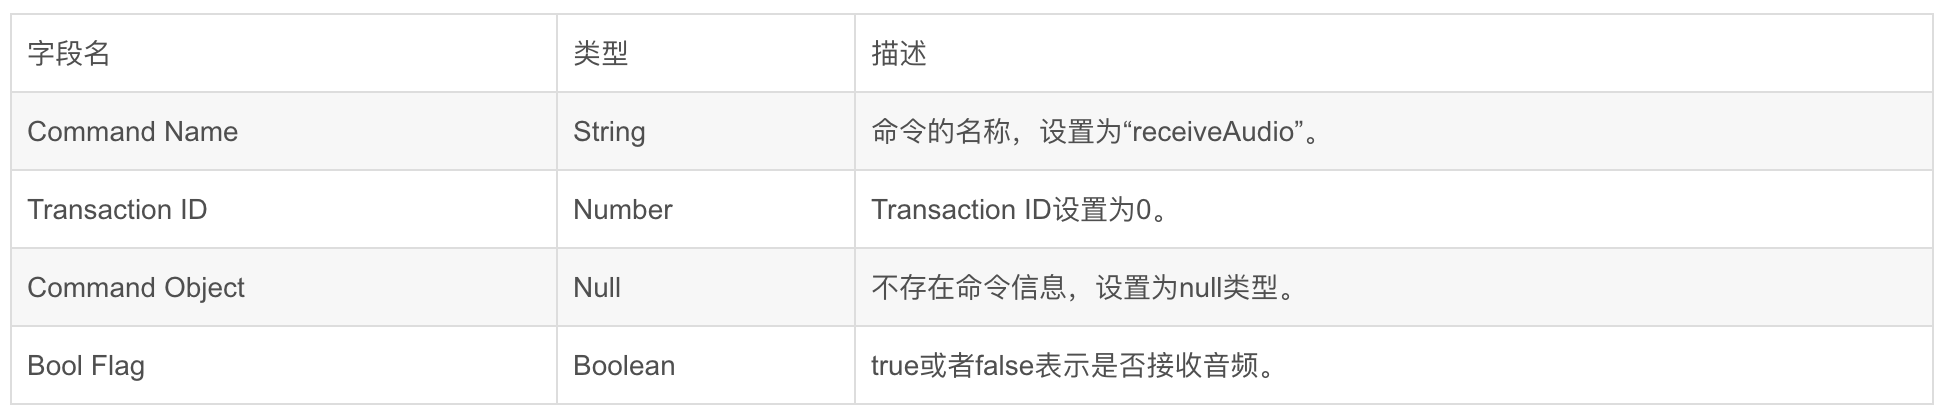 字段名 类型 描述
Command Name String 命令的名称，设置为“receiveAudio”。
Transaction ID Number Transaction ID设置为0。
Command Object Null 不存在命令信息，设置为null类型。
Bool Flag Boolean true或者false表示是否接收音频。